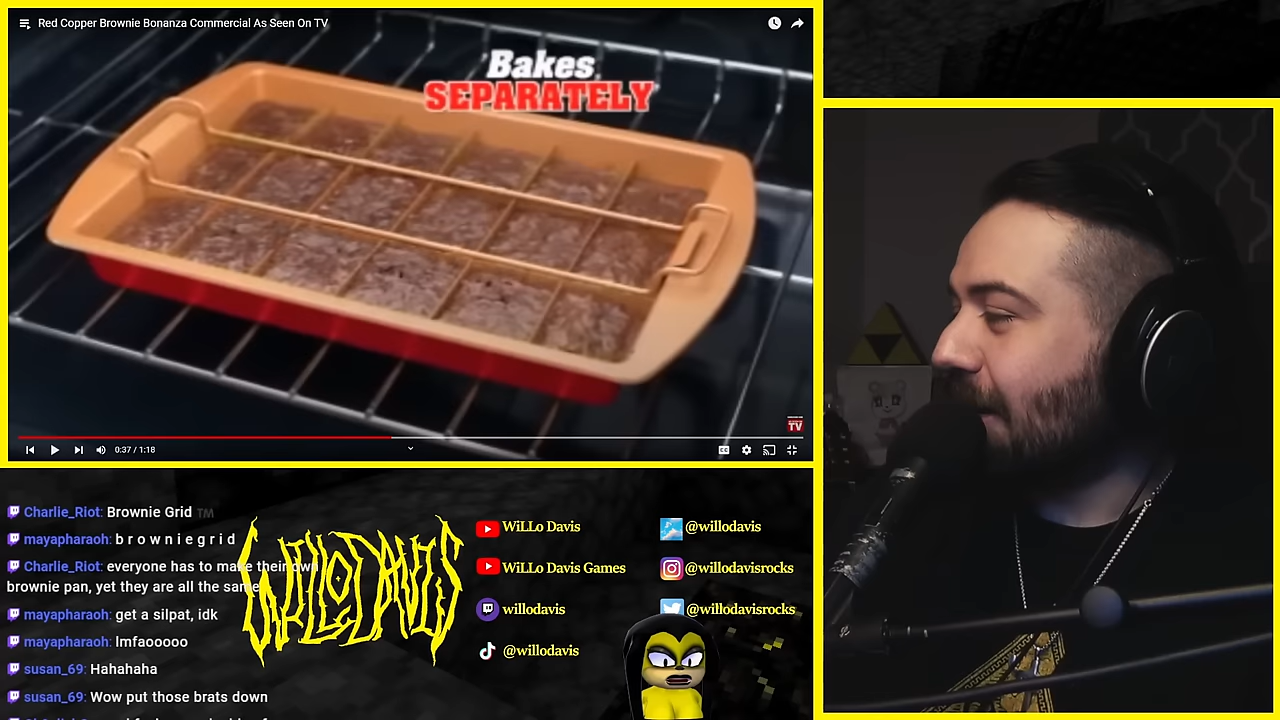 Red Copper Brownie Bonanza Commercial As Seen On TV
Bakes
SEPARATELY
TV
0:37 / 1:18
CC
Charlie_Riot: Brownie Grid TM
mayapharaoh: b r o w n i e g r i d
Charlie_Riot: everyone has to make their own
brownie pan, yet they are all the same
mayapharaoh: get a silpat, idk
mayapharaoh: lmfaooooo
susan_69: Hahahaha
susan_69: Wow put those brats down
WILLO DAVIS
WiLLo Davis
WiLLo Davis Games
willodavis
@willodavis
@willodavis
@willodavisrocks
@willodavisrocks